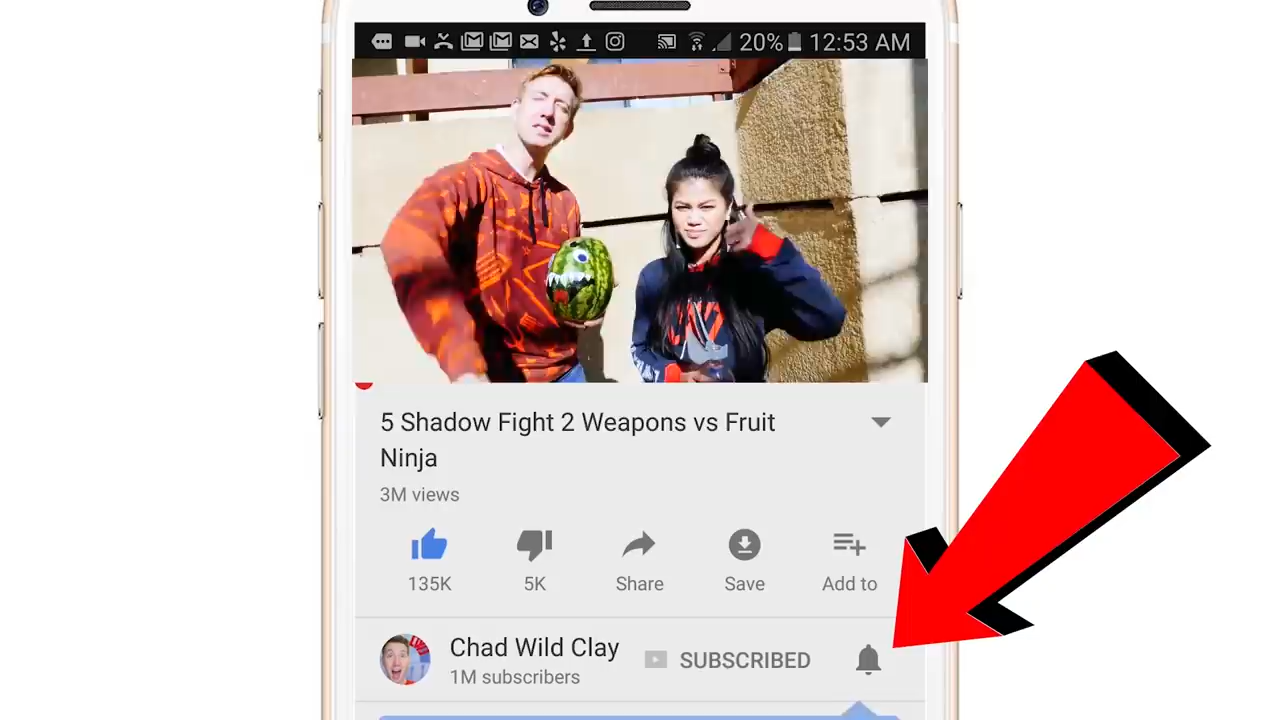 20% 12:53 AM
5 Shadow Fight 2 Weapons vs Fruit
Ninja
3M views
135K 5K Share Save Add to
Chad Wild Clay SUBSCRIBED
1M subscribers